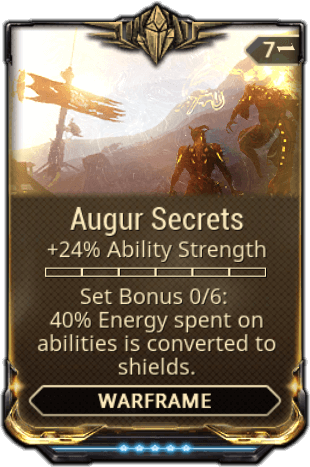 7
Augur Secrets
+24% Ability Strength
Set Bonus 0/6:
40% Energy spent on
abilities is converted to
shields.
WARFRAME